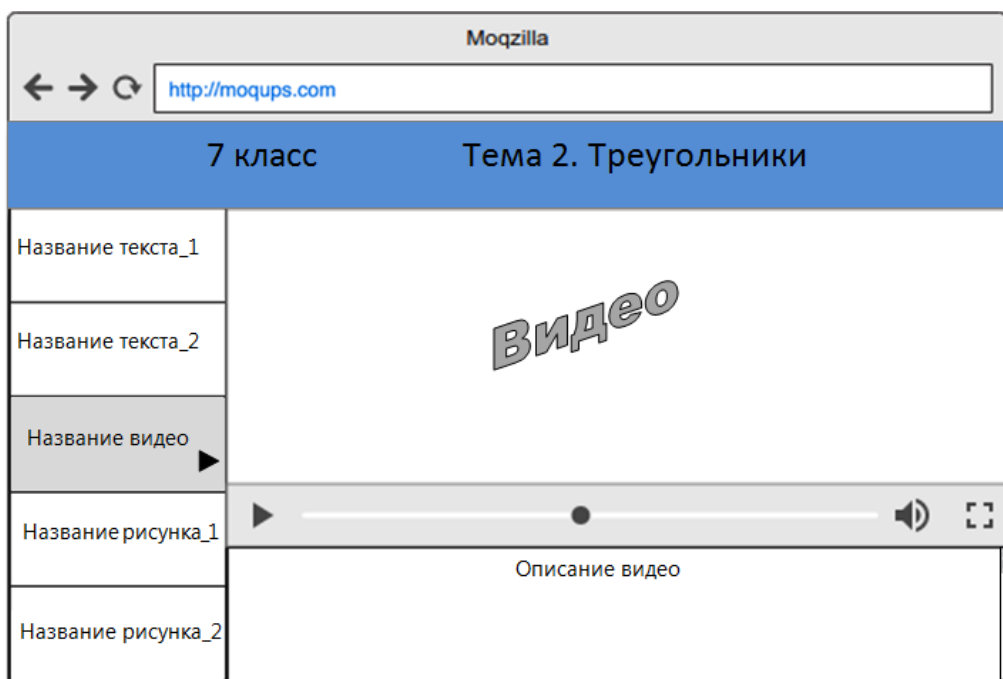 Moqzilla
http://moqups.com
7 класс Тема 2. Треугольники
Название текста_1
Название текста_2
Название видео
Название рисунка_1
Название рисунка_2
Видео
Описание видео